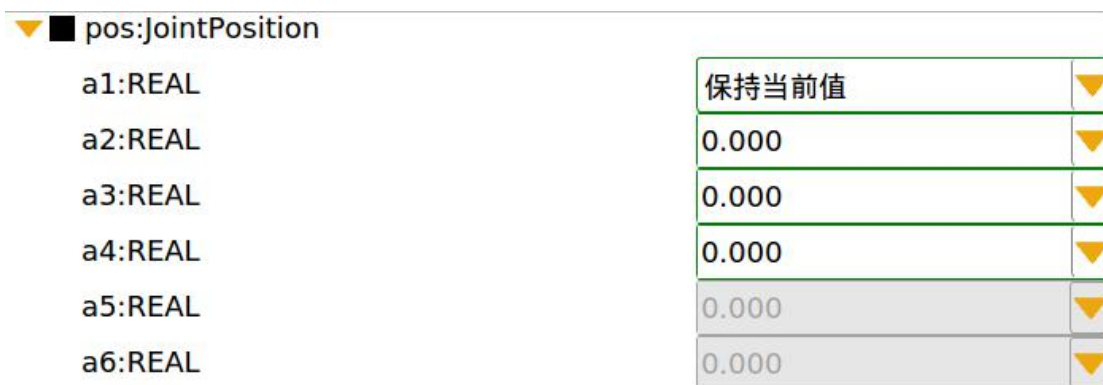 pos:JointPosition
a1:REAL 保持当前值
a2:REAL 0.000
a3:REAL 0.000
a4:REAL 0.000
a5:REAL 0.000
a6:REAL 0.000